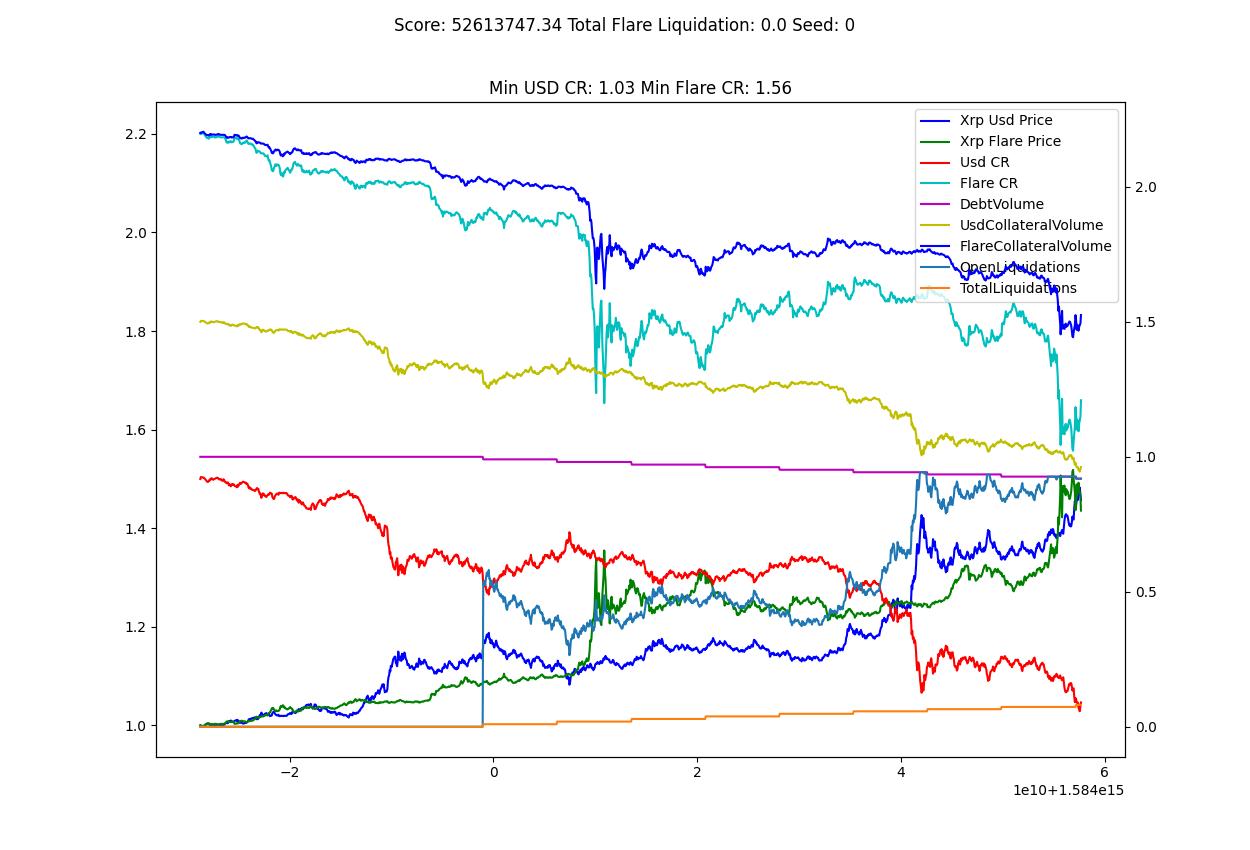 Score: 52613747.34 Total Flare Liquidation: 0.0 Seed: 0
Min USD CR: 1.03 Min Flare CR: 1.56
2.2
2.0
1.8
1.6
1.4
1.2
1.0
Xrp Usd Price
Xrp Flare Price
Usd CR
Flare CR
DebtVolume
UsdCollateralVolume
FlareCollateralVolume
OpenLiquidations
TotalLiquidations
2.0
1.5
1.0
0.5
0.0
−2 0 2 4 6
1e10+1.584e15